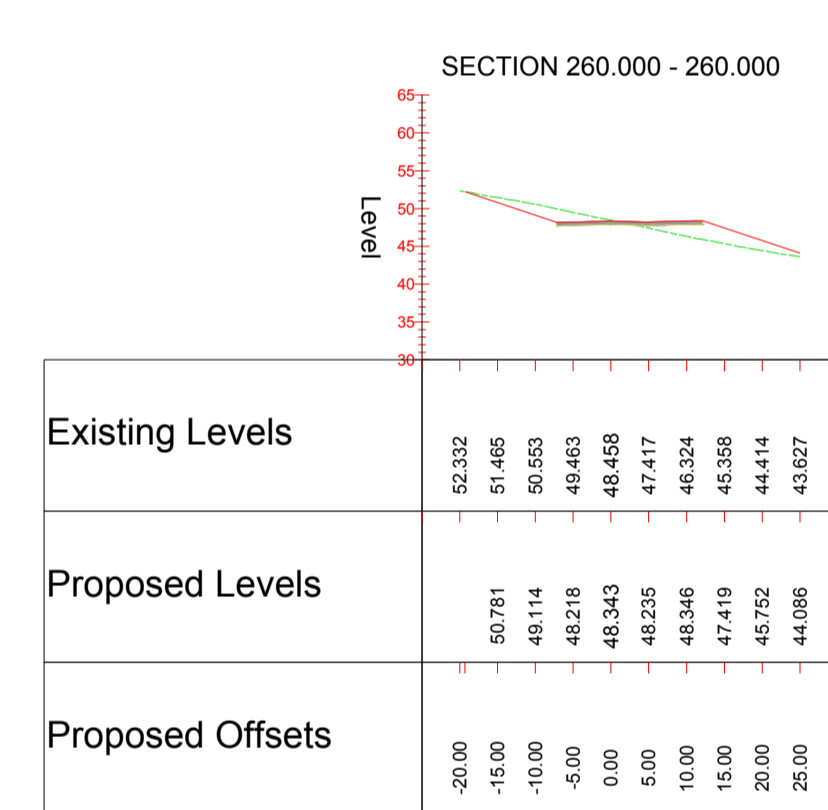 SECTION 260.000 - 260.000
65
60
55
50
45
40
35
30
Level
Existing Levels
52.332 51.465 50.553 49.463 48.458 47.417 46.324 45.358 44.414 43.627
Proposed Levels
50.781 49.114 48.218 48.343 48.235 48.346 47.419 45.752 44.086
Proposed Offsets
-20.00 -15.00 -10.00 -5.00 0.00 5.00 10.00 15.00 20.00 25.00